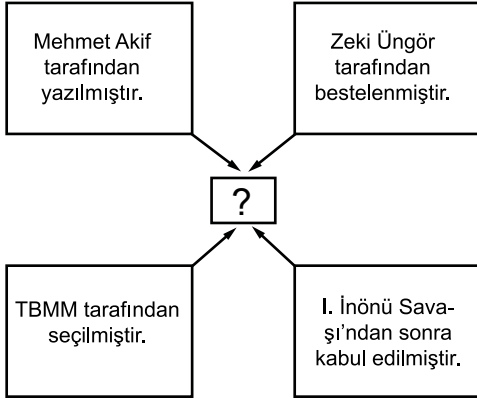 Mehmet Akif
tarafından
yazılmıştır.
Zeki Üngör
tarafından
bestelenmiştir.
?
TBMM tarafından
seçilmiştir.
I. İnönü Sava-
şı’ndan sonra
kabul edilmiştir.